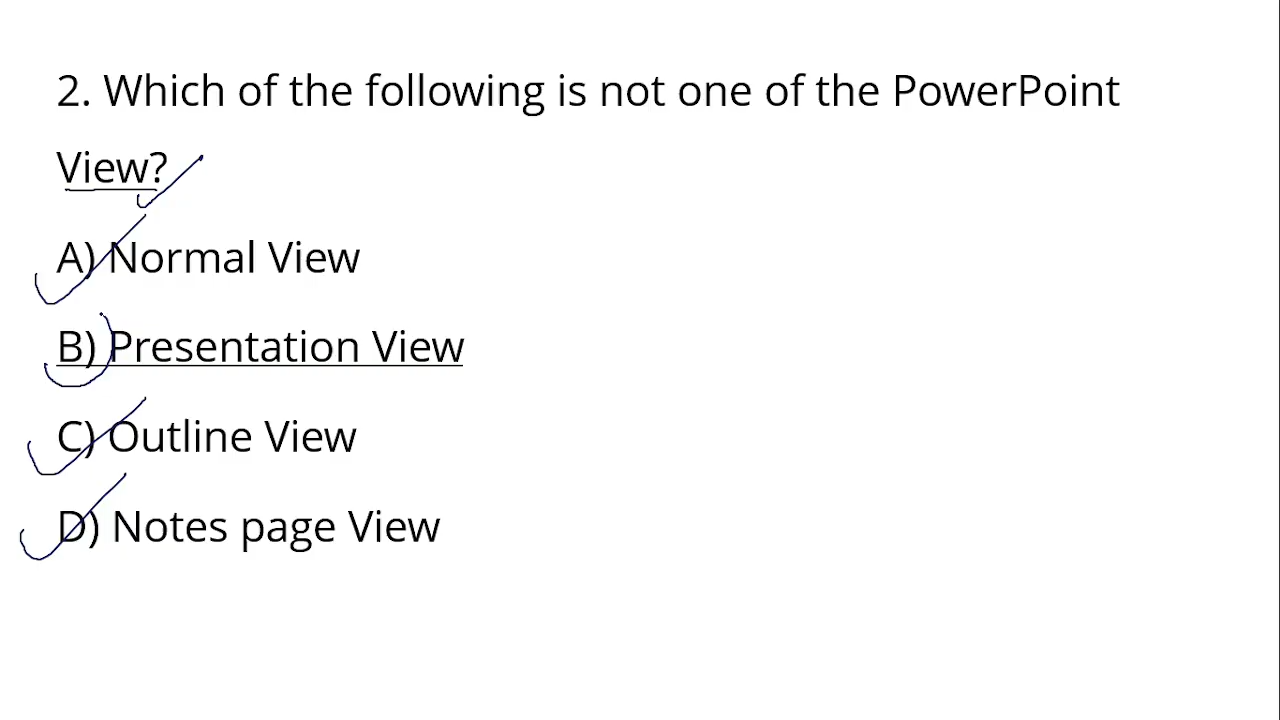 2. Which of the following is not one of the PowerPoint
View?
A) Normal View
B) Presentation View
C) Outline View
D) Notes page View